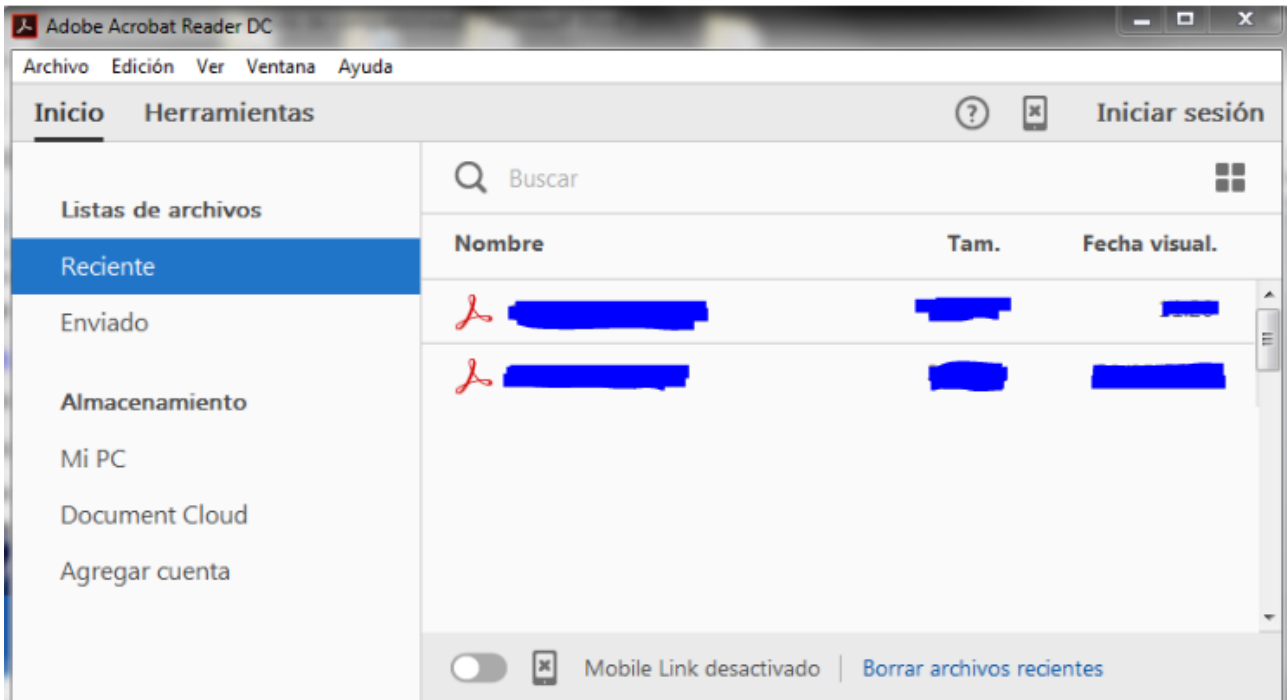 Adobe Acrobat Reader DC
Archivo Edición Ver Ventana Ayuda
Inicio Herramientas Iniciar sesión
Buscar
Listas de archivos
Nombre Tam. Fecha visual.
Reciente
Enviado
Almacenamiento
Mi PC
Document Cloud
Agregar cuenta
Mobile Link desactivado | Borrar archivos recientes